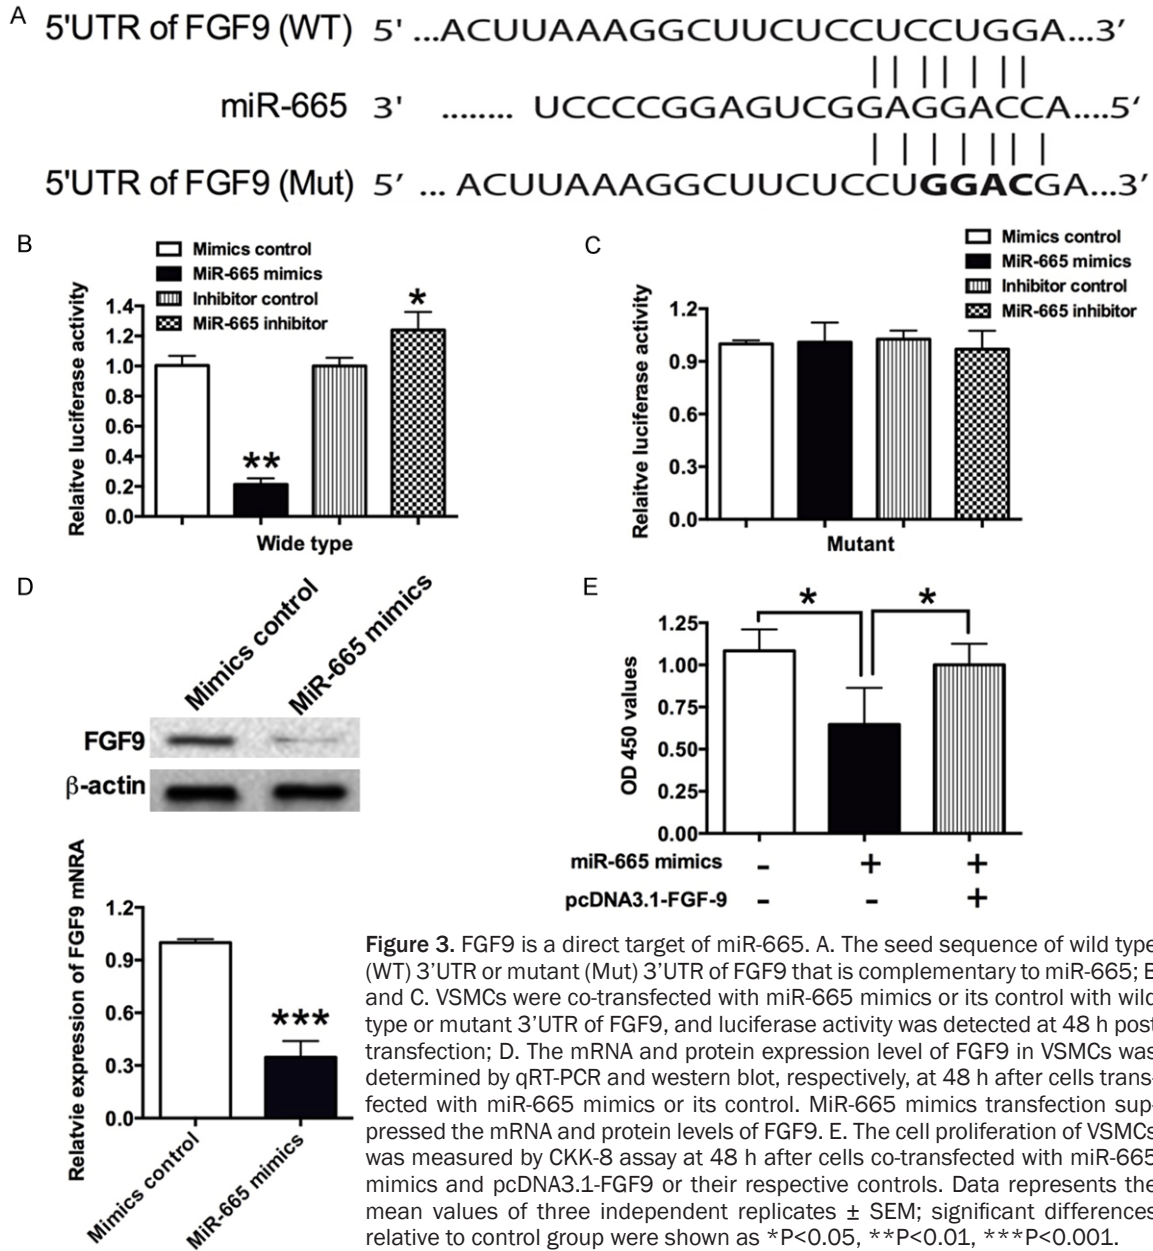 A
5'UTR of FGF9 (WT) 5' ...ACUUAAAGGCUUCUCCUCCUGGA...3'
miR-665 3' ........ UCCCCGGAGUCGGAGGACCA....5'
5'UTR of FGF9 (Mut) 5' ... ACUUAAAGGCUUCUCCUGGACGA...3'
B
Mimics control
MiR-665 mimics
Inhibitor control
MiR-665 inhibitor
Relaitve luciferase activity
1.4
1.2
1.0
0.8
0.6
0.4
0.2
0.0
**
*
Wide type
C
Mimics control
MiR-665 mimics
Inhibitor control
MiR-665 inhibitor
Relaitve luciferase activity
1.2
0.9
0.6
0.3
0.0
Mutant
D
Mimics control
MiR-665 mimics
FGF9
β-actin
Relatvie expression of FGF9 mNRA
1.2
0.9
0.6
0.3
0.0
***
Mimics control
MiR-665 mimics
E
OD 450 values
1.25
1.00
0.75
0.50
0.25
0.00
*
*
miR-665 mimics - + +
pcDNA3.1-FGF-9 - - +
Figure 3. FGF9 is a direct target of miR-665. A. The seed sequence of wild type
(WT) 3'UTR or mutant (Mut) 3'UTR of FGF9 that is complementary to miR-665; B
and C. VSMCs were co-transfected with miR-665 mimics or its control with wild
type or mutant 3'UTR of FGF9, and luciferase activity was detected at 48 h post
transfection; D. The mRNA and protein expression level of FGF9 in VSMCs was
determined by qRT-PCR and western blot, respectively, at 48 h after cells trans-
fected with miR-665 mimics or its control. MiR-665 mimics transfection sup-
pressed the mRNA and protein levels of FGF9. E. The cell proliferation of VSMCs
was measured by CKK-8 assay at 48 h after cells co-transfected with miR-665
mimics and pcDNA3.1-FGF9 or their respective controls. Data represents the
mean values of three independent replicates ± SEM; significant differences
relative to control group were shown as *P<0.05, **P<0.01, ***P<0.001.